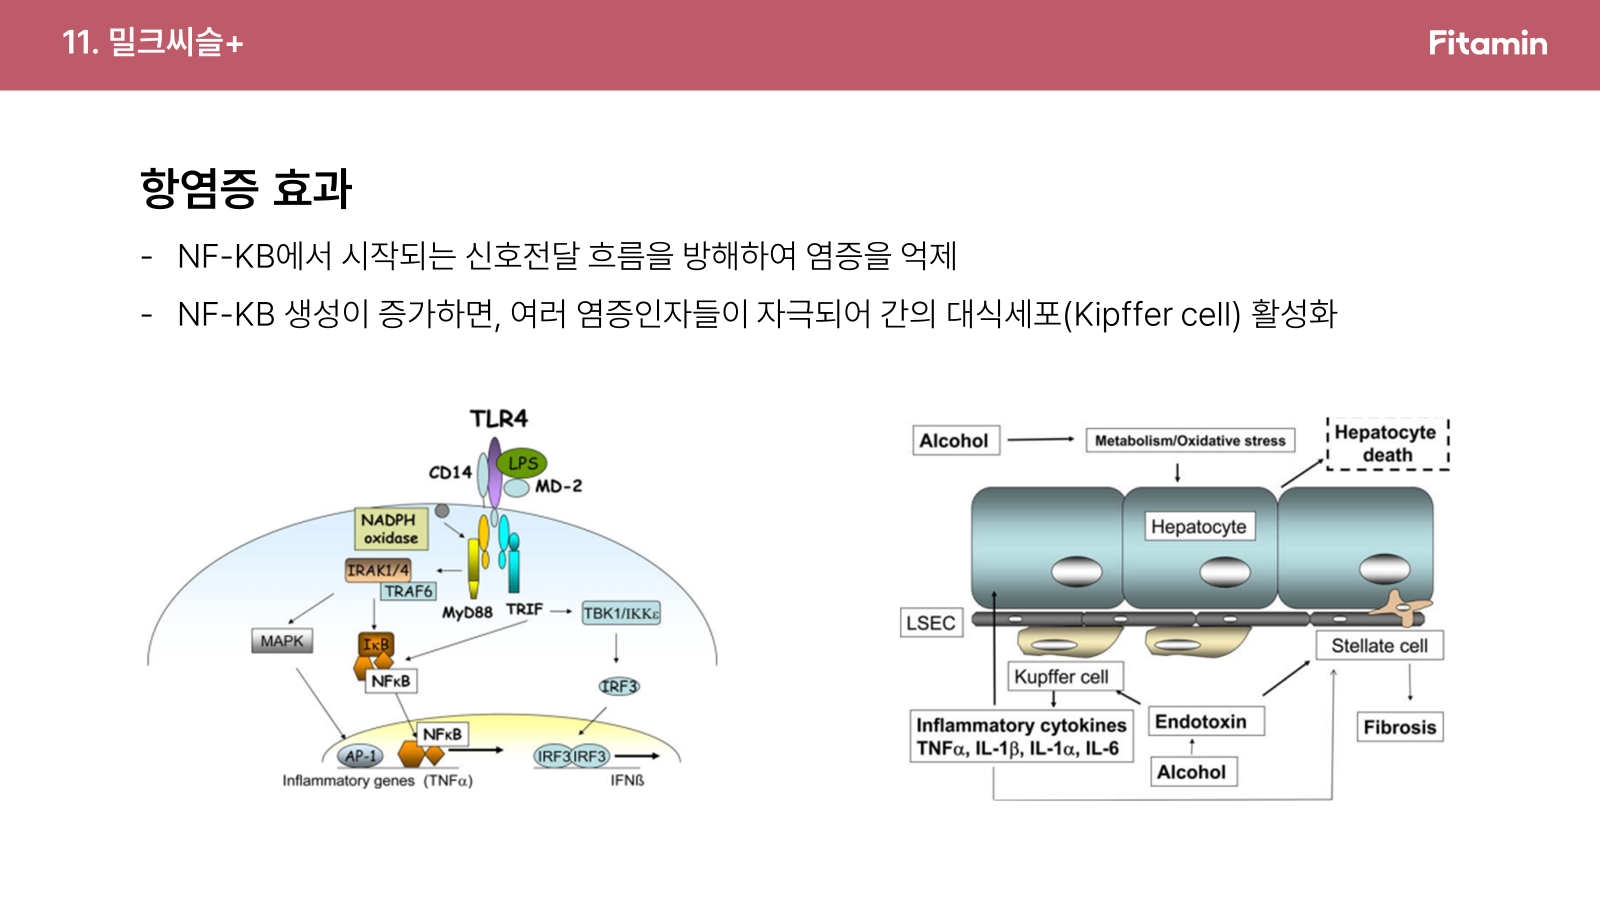 11. 밀크씨슬+
Fitamin
항염증 효과
- NF-KB에서 시작되는 신호전달 흐름을 방해하여 염증을 억제
- NF-KB 생성이 증가하면, 여러 염증인자들이 자극되어 간의 대식세포(Kipffer cell) 활성화
TLR4
CD14
LPS
MD-2
NADPH
oxidase
IRAK1/4
TRAF6
MyD88
TRIF
TBK1/IKKε
MAPK
IκB
NFκB
IRF3
NFκB
AP-1
IRF3
IRF3
Inflammatory genes (TNFα)
IFNß
Alcohol
Metabolism/Oxidative stress
Hepatocyte
death
Hepatocyte
LSEC
Stellate cell
Kupffer cell
Inflammatory cytokines
TNFα, IL-1β, IL-1α, IL-6
Endotoxin
Fibrosis
Alcohol